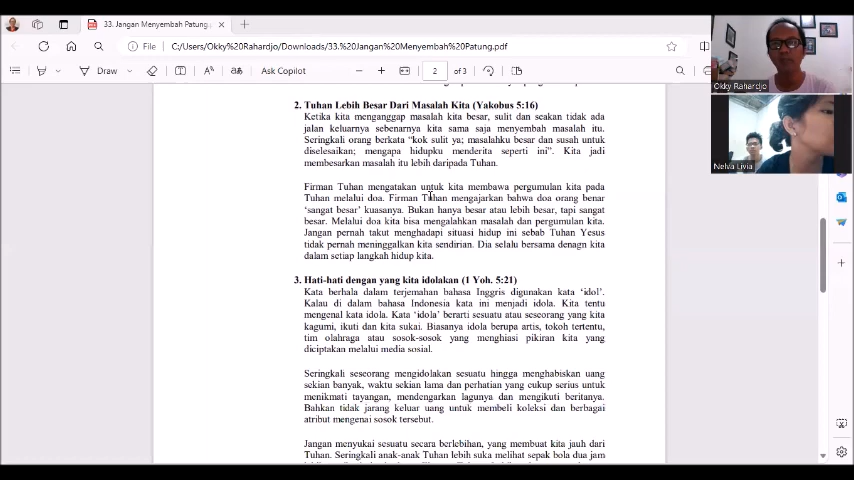 33. Jangan Menyembah Patung.
File
C:/Users/Okky%20Rahardjo/Downloads/33.%20Jangan%20Menyembah%20Patung.pdf
Draw
Ask Copilot
2
of 3
2. Tuhan Lebih Besar Dari Masalah Kita (Yakobus 5:16)
Ketika kita menganggap masalah kita besar, sulit dan seakan tidak ada
jalan keluarnya sebenarnya kita sama saja menyembah masalah itu.
Seringkali orang berkata “kok sulit ya; masalahku besar dan susah untuk
diselesaikan; mengapa hidupku menderita seperti ini”. Kita jadi
membesarkan masalah itu lebih daripada Tuhan.
Firman Tuhan mengatakan untuk kita membawa pergumulan kita pada
Tuhan melalui doa. Firman Tuhan mengajarkan bahwa doa orang benar
‘sangat besar’ kuasanya. Bukan hanya besar atau lebih besar, tapi sangat
besar. Melalui doa kita bisa mengalahkan masalah dan pergumulan kita.
Jangan pernah takut menghadapi situasi hidup ini sebab Tuhan Yesus
tidak pernah meninggalkan kita sendirian. Dia selalu bersama denagn kita
dalam setiap langkah hidup kita.
3. Hati-hati dengan yang kita idolakan (1 Yoh. 5:21)
Kata berhala dalam terjemahan bahasa Inggris digunakan kata ‘idol’.
Kalau di dalam bahasa Indonesia kata ini menjadi idola. Kita tentu
mengenal kata idola. Kata ‘idola’ berarti sesuatu atau seseorang yang kita
kagumi, ikuti dan kita sukai. Biasanya idola berupa artis, tokoh tertentu,
tim olahraga atau sosok-sosok yang menghiasi pikiran kita yang
diciptakan melalui media sosial.
Seringkali seseorang mengidolakan sesuatu hingga menghabiskan uang
sekian banyak, waktu sekian lama dan perhatian yang cukup serius untuk
menikmati tayangan, mendengarkan lagunya dan mengikuti beritanya.
Bahkan tidak jarang keluar uang untuk membeli koleksi dan berbagai
atribut mengenai sosok tersebut.
Jangan menyukai sesuatu secara berlebihan, yang membuat kita jauh dari
Tuhan. Seringkali anak-anak Tuhan lebih suka melihat sepak bola dua jam
Okky Rahardjo
Nelva Livia